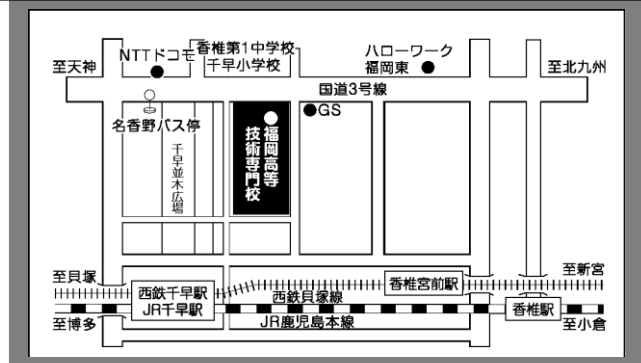 NTTドコモ
香椎第1中学校
千早小学校
ハローワーク
福岡東
至天神
至北九州
国道3号線
GS
名香野バス停
千早並木広場
福岡高等
技術専門校
至貝塚
至新宮
西鉄千早駅
JR千早駅
香椎宮前駅
西鉄貝塚線
香椎駅
至博多
JR鹿児島本線
至小倉